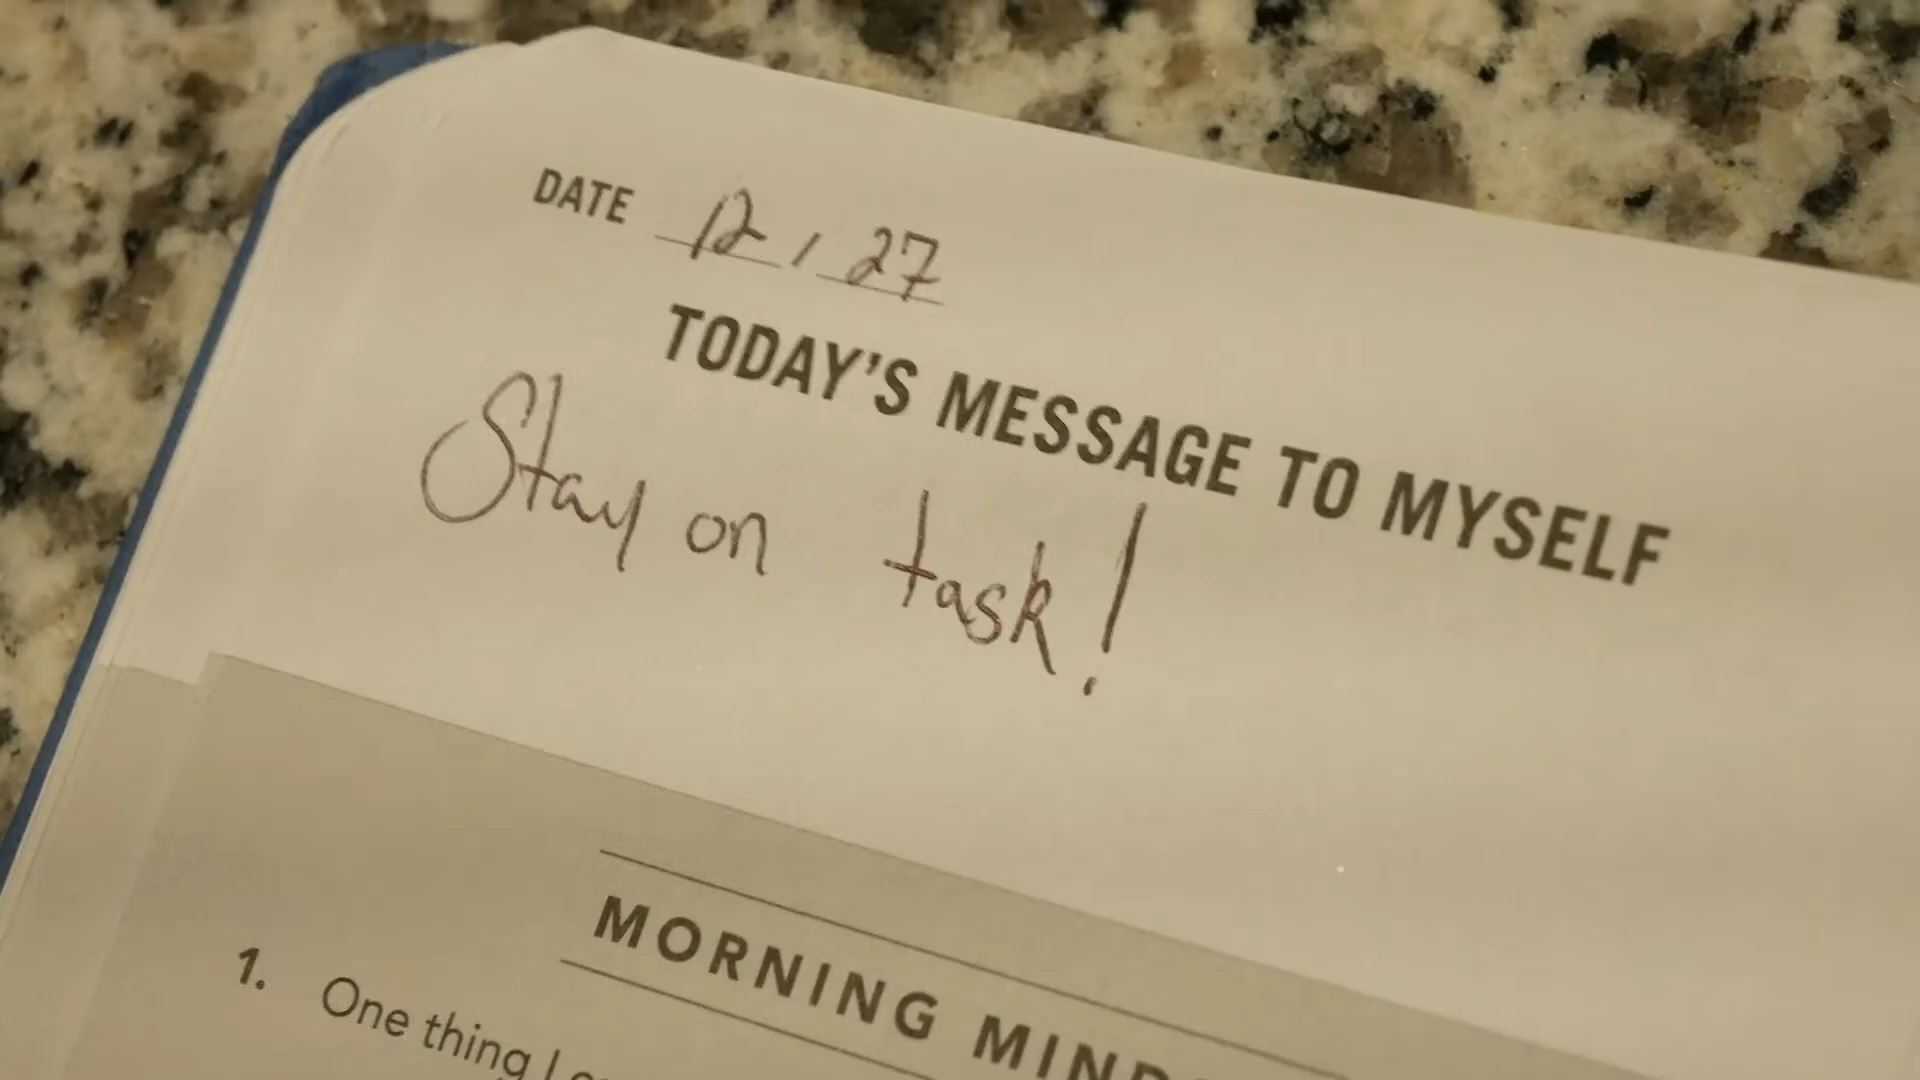 DATE 12 / 27
TODAY'S MESSAGE TO MYSELF
Stay on task!
MORNING
1. One thing I